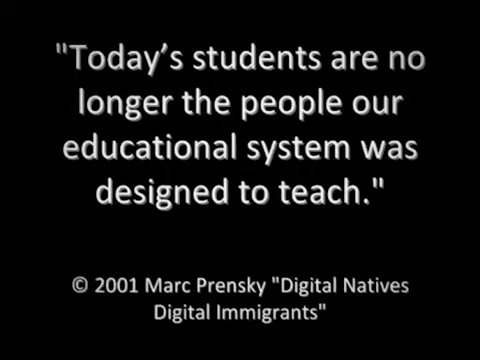 "Today’s students are no
longer the people our
educational system was
designed to teach."
© 2001 Marc Prensky "Digital Natives
Digital Immigrants"